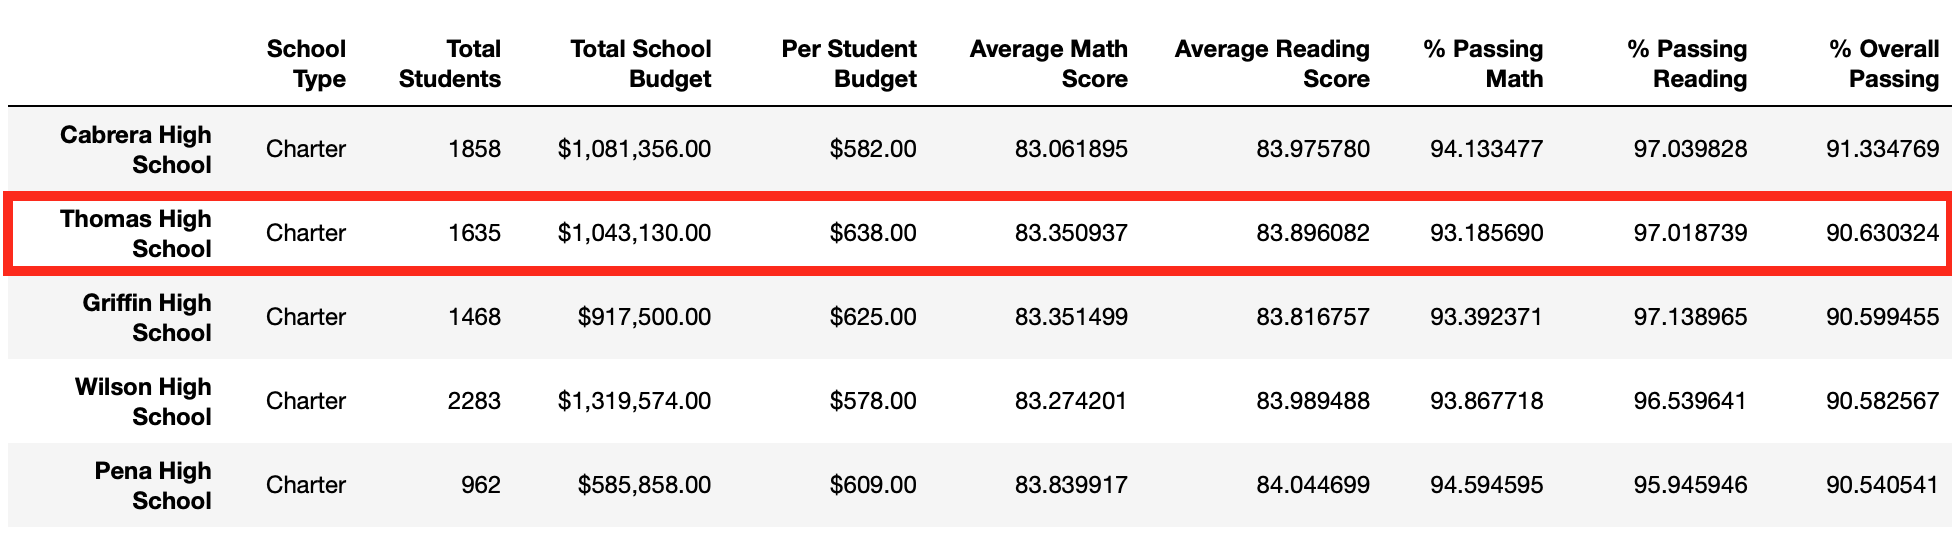 School Type Total Students Total School Budget Per Student Budget Average Math Score Average Reading Score % Passing Math % Passing Reading % Overall Passing
Cabrera High School Charter 1858 $1,081,356.00 $582.00 83.061895 83.975780 94.133477 97.039828 91.334769
Thomas High School Charter 1635 $1,043,130.00 $638.00 83.350937 83.896082 93.185690 97.018739 90.630324
Griffin High School Charter 1468 $917,500.00 $625.00 83.351499 83.816757 93.392371 97.138965 90.599455
Wilson High School Charter 2283 $1,319,574.00 $578.00 83.274201 83.989488 93.867718 96.539641 90.582567
Pena High School Charter 962 $585,858.00 $609.00 83.839917 84.044699 94.594595 95.945946 90.540541